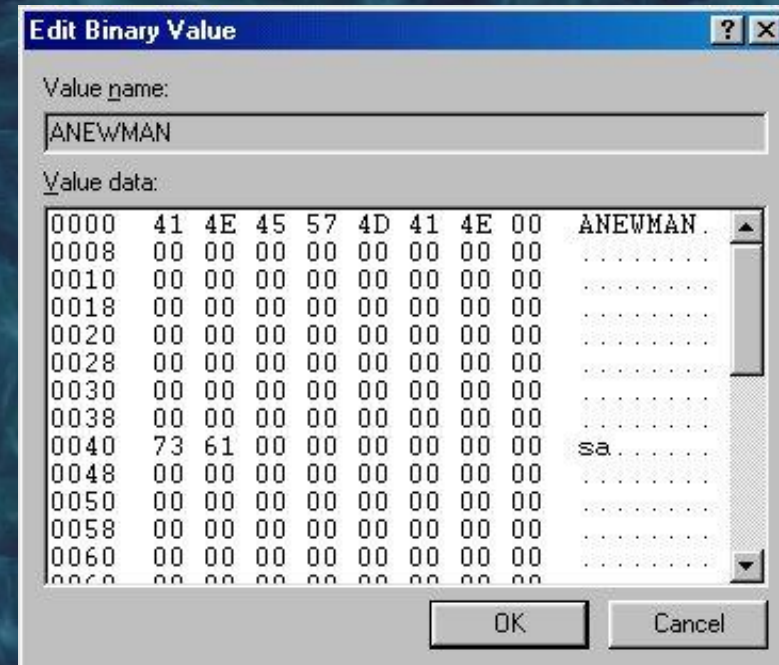 Edit Binary Value
Value name:
ANEWMAN
Value data:
0000 41 4E 45 57 4D 41 4E 00 ANEWMAN.
0008 00 00 00 00 00 00 00 00 ........
0010 00 00 00 00 00 00 00 00 ........
0018 00 00 00 00 00 00 00 00 ........
0020 00 00 00 00 00 00 00 00 ........
0028 00 00 00 00 00 00 00 00 ........
0030 00 00 00 00 00 00 00 00 ........
0038 00 00 00 00 00 00 00 00 ........
0040 73 61 00 00 00 00 00 00 sa......
0048 00 00 00 00 00 00 00 00 ........
0050 00 00 00 00 00 00 00 00 ........
0058 00 00 00 00 00 00 00 00 ........
0060 00 00 00 00 00 00 00 00 ........
OK Cancel